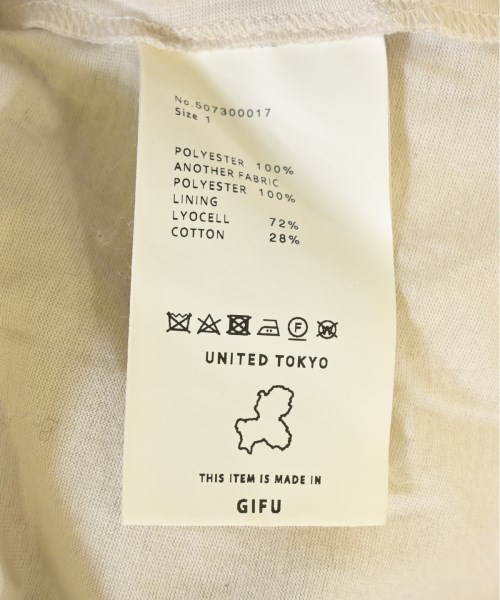 No.507300017
Size 1
POLYESTER 100%
ANOTHER FABRIC
POLYESTER 100%
LINING
LYOCELL 72%
COTTON 28%
F
W
UNITED TOKYO
THIS ITEM IS MADE IN
GIFU